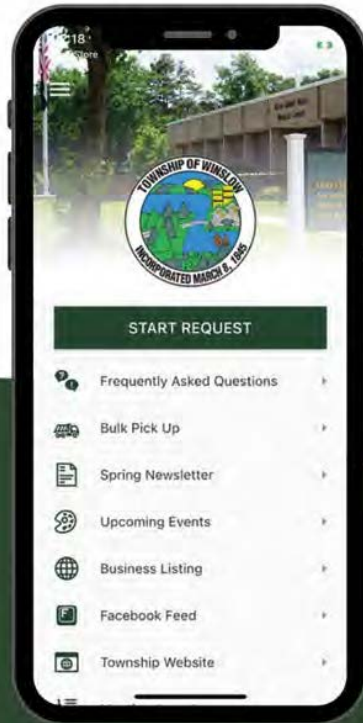 18
TOWNSHIP OF WINSLOW
INCORPORATED MARCH 8, 1845
START REQUEST
Frequently Asked Questions
Bulk Pick Up
Spring Newsletter
Upcoming Events
Business Listing
F
Facebook Feed
Township Website